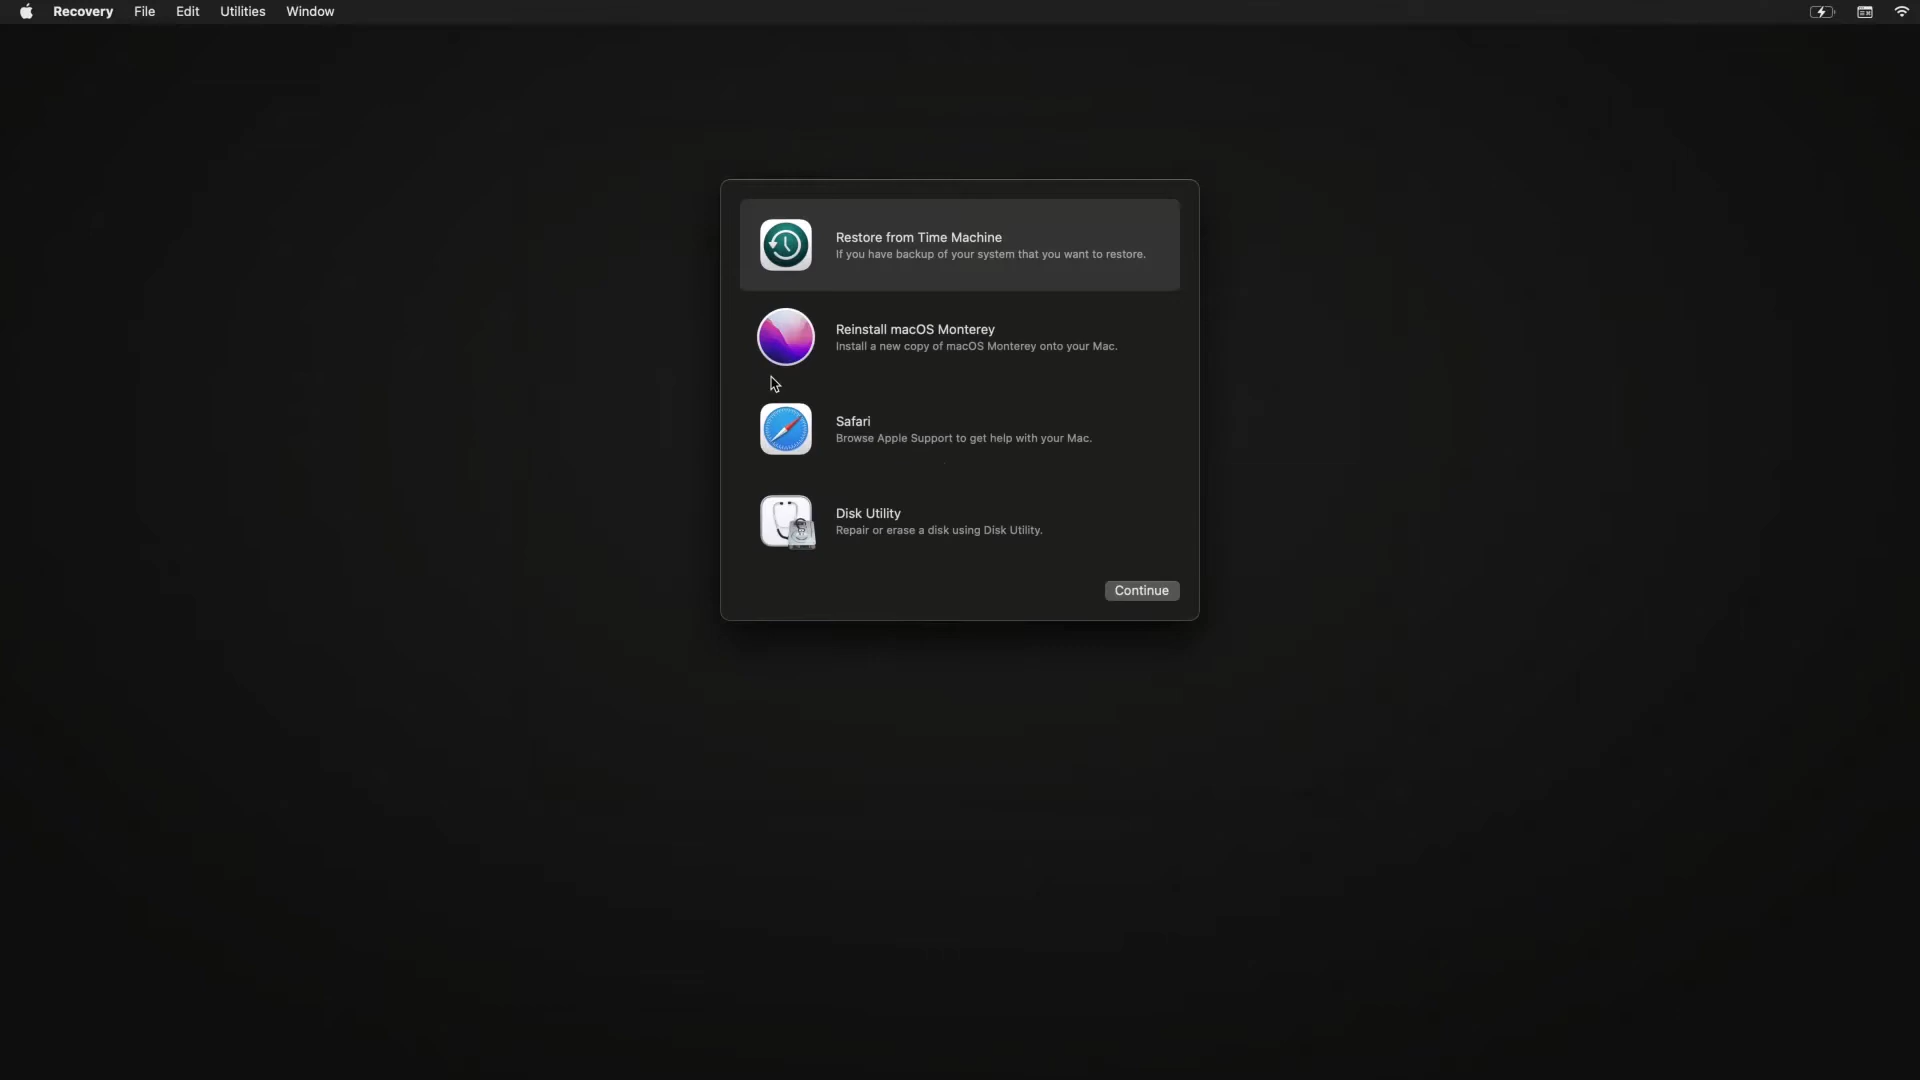 Recovery File Edit Utilities Window
Restore from Time Machine
If you have backup of your system that you want to restore.
Reinstall macOS Monterey
Install a new copy of macOS Monterey onto your Mac.
Safari
Browse Apple Support to get help with your Mac.
Disk Utility
Repair or erase a disk using Disk Utility.
Continue